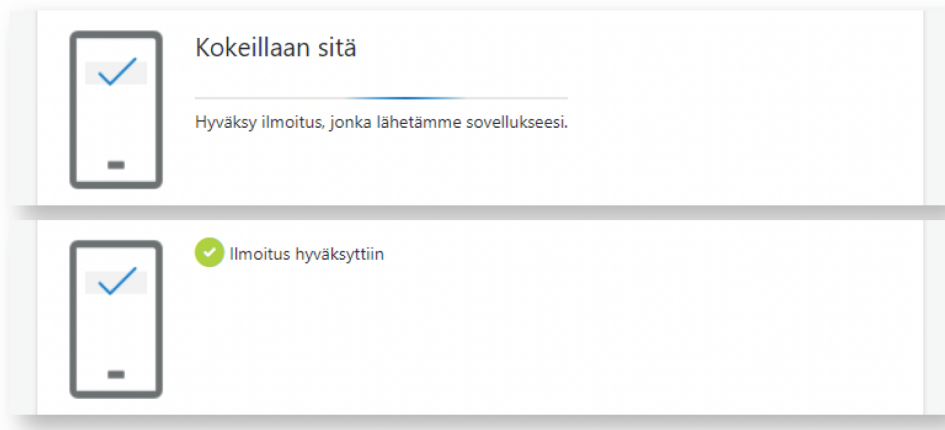 Kokeillaan sitä
Hyväksy ilmoitus, jonka lähetämme sovellukseesi.
Ilmoitus hyväksyttiin